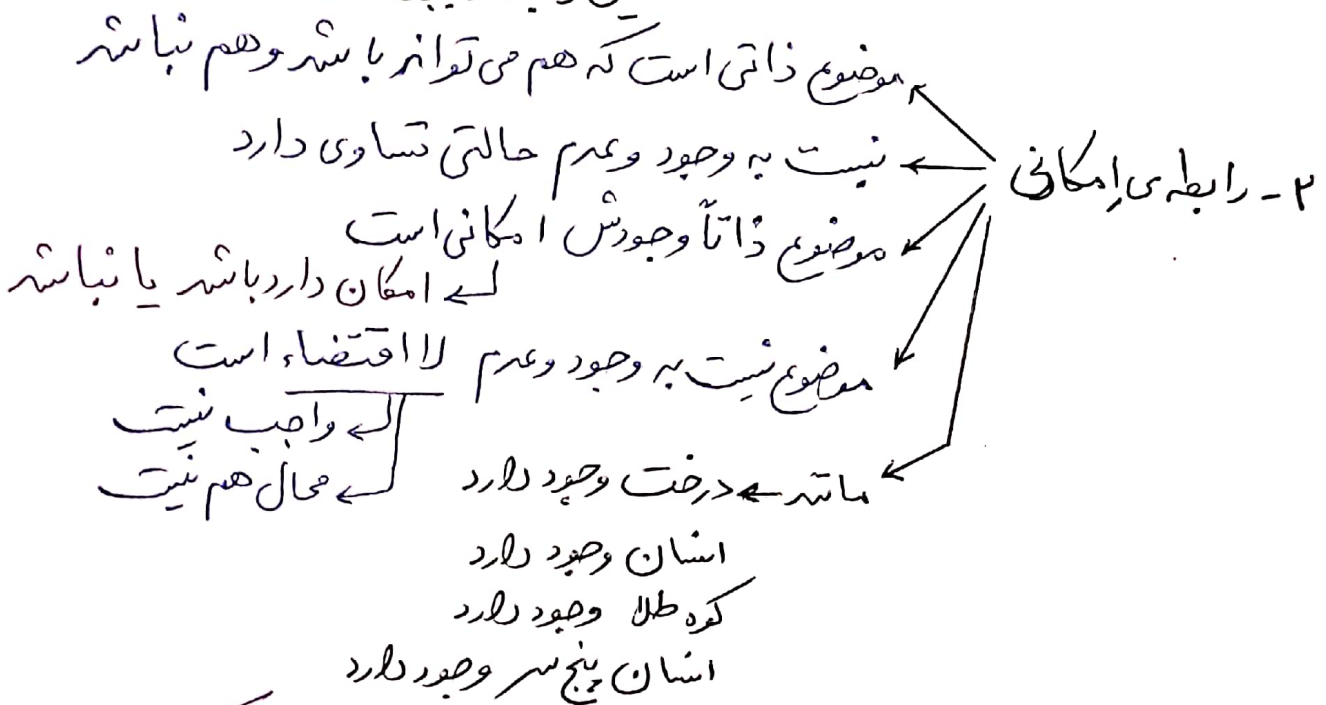 موضوع ذاتی است که هم می‌تواند باشد و هم نباشد
۲- رابطه‌ی اِمکانی
نسبت به وجود و عدم حالتی تساوی دارد
موضوع ذاتاً وجودش امکانی است
امکان دارد باشد یا نباشد
موضوع نسبت به وجود و عدم لا اقتضاء است
واجب نیست
محال هم نیست
مانند درخت وجود دارد
انسان وجود دارد
کوه طلا وجود دارد
انسان پنج سر وجود دارد